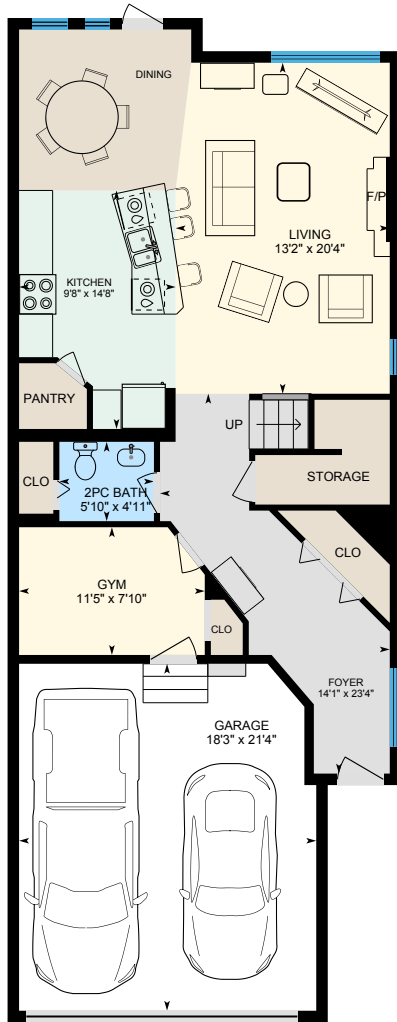 DINING
F/P
LIVING
13'2" x 20'4"
KITCHEN
9'8" x 14'8"
PANTRY
UP
CLO
2PC BATH
5'10" x 4'11"
STORAGE
CLO
GYM
11'5" x 7'10"
CLO
FOYER
14'1" x 23'4"
GARAGE
18'3" x 21'4"